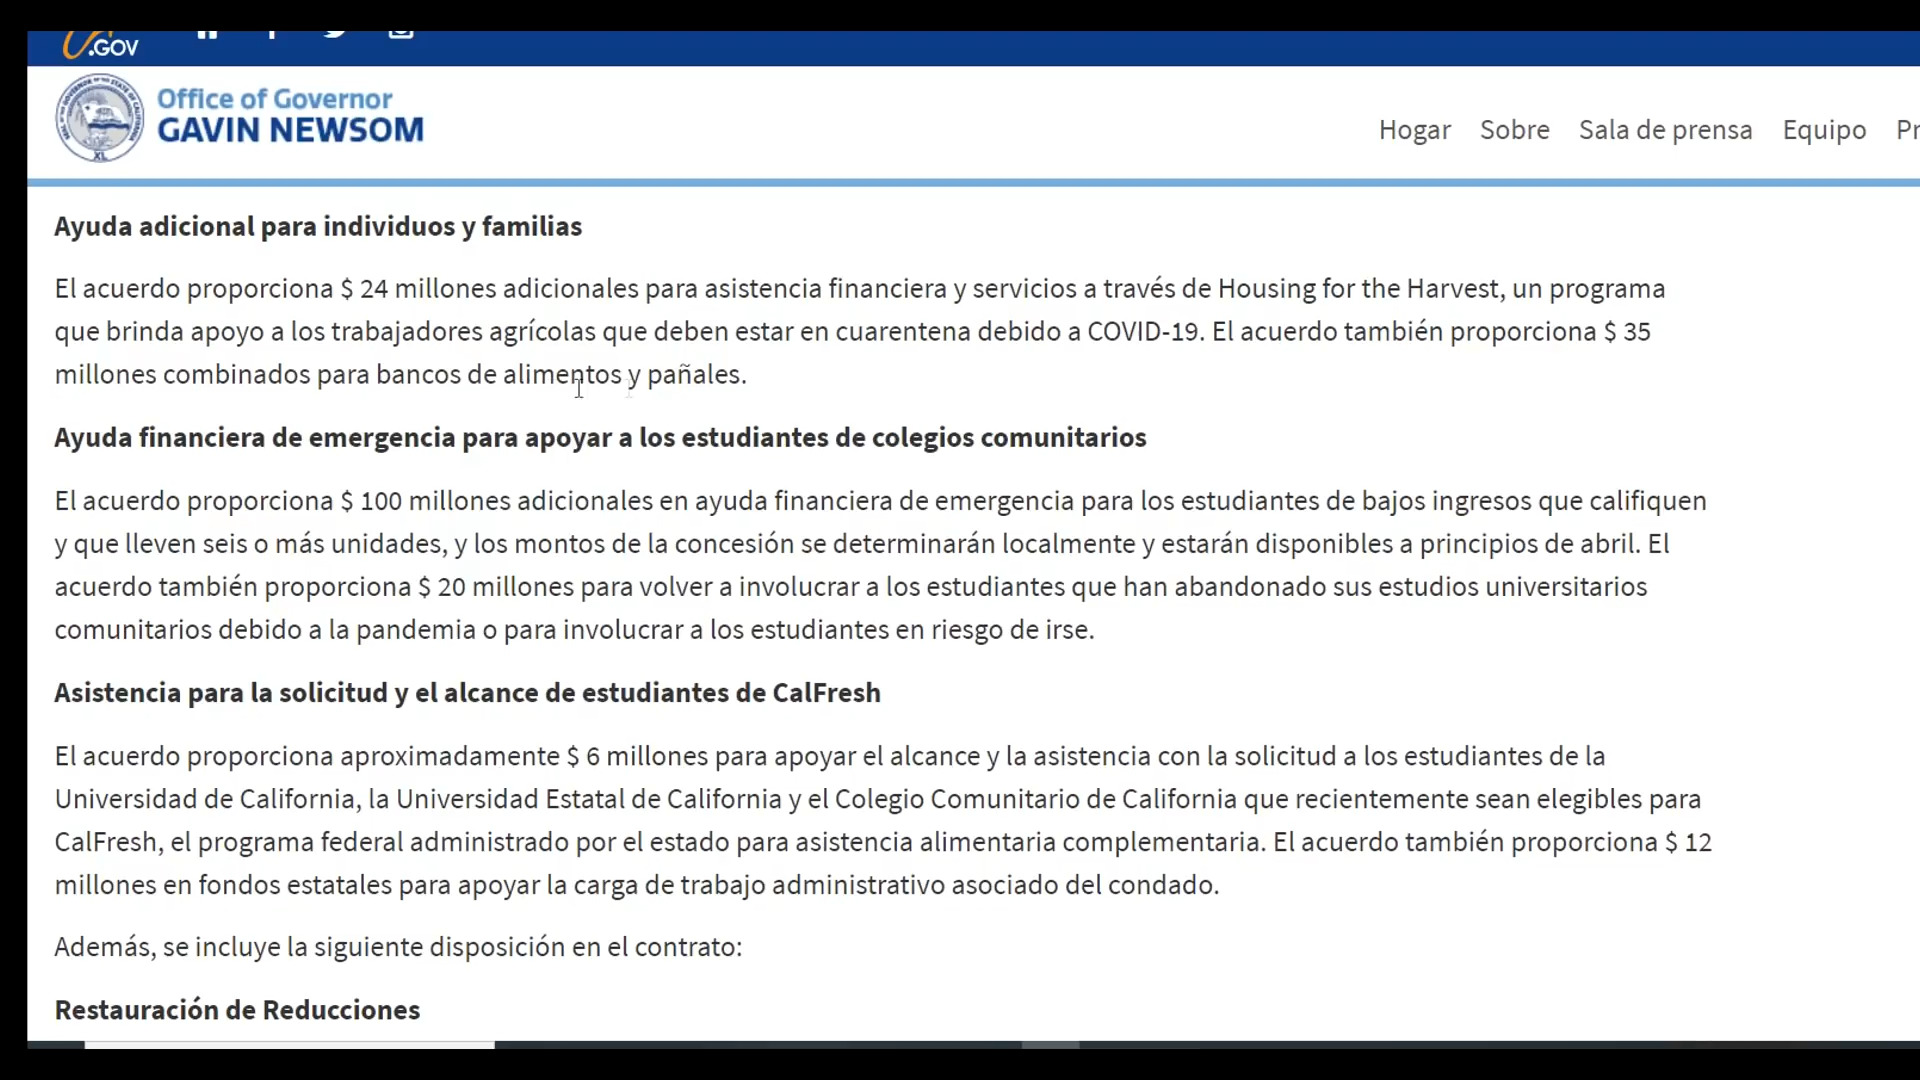 .GOV
Office of Governor
GAVIN NEWSOM
Hogar Sobre Sala de prensa Equipo
Ayuda adicional para individuos y familias
El acuerdo proporciona $ 24 millones adicionales para asistencia financiera y servicios a través de Housing for the Harvest, un programa
que brinda apoyo a los trabajadores agrícolas que deben estar en cuarentena debido a COVID-19. El acuerdo también proporciona $ 35
millones combinados para bancos de alimentos y pañales.
Ayuda financiera de emergencia para apoyar a los estudiantes de colegios comunitarios
El acuerdo proporciona $ 100 millones adicionales en ayuda financiera de emergencia para los estudiantes de bajos ingresos que califiquen
y que lleven seis o más unidades, y los montos de la concesión se determinarán localmente y estarán disponibles a principios de abril. El
acuerdo también proporciona $ 20 millones para volver a involucrar a los estudiantes que han abandonado sus estudios universitarios
comunitarios debido a la pandemia o para involucrar a los estudiantes en riesgo de irse.
Asistencia para la solicitud y el alcance de estudiantes de CalFresh
El acuerdo proporciona aproximadamente $ 6 millones para apoyar el alcance y la asistencia con la solicitud a los estudiantes de la
Universidad de California, la Universidad Estatal de California y el Colegio Comunitario de California que recientemente sean elegibles para
CalFresh, el programa federal administrado por el estado para asistencia alimentaria complementaria. El acuerdo también proporciona $ 12
millones en fondos estatales para apoyar la carga de trabajo administrativo asociado del condado.
Además, se incluye la siguiente disposición en el contrato:
Restauración de Reducciones